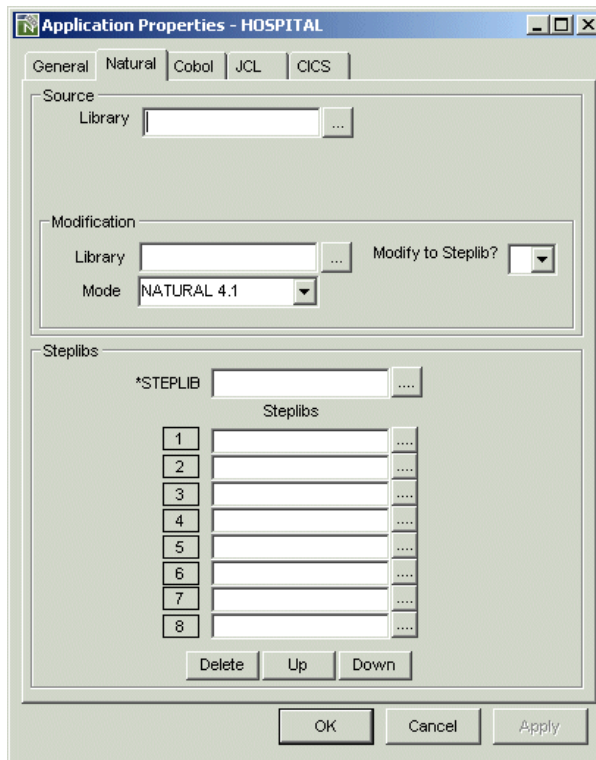 Application Properties - HOSPITAL
General Natural Cobol JCL CICS
Source
Library ...
Modification
Library ... Modify to Steplib?
Mode NATURAL 4.1
Steplibs
*STEPLIB ....
Steplibs
1 ....
2 ....
3 ....
4 ....
5 ....
6 ....
7 ....
8 ....
Delete Up Down
OK Cancel Apply